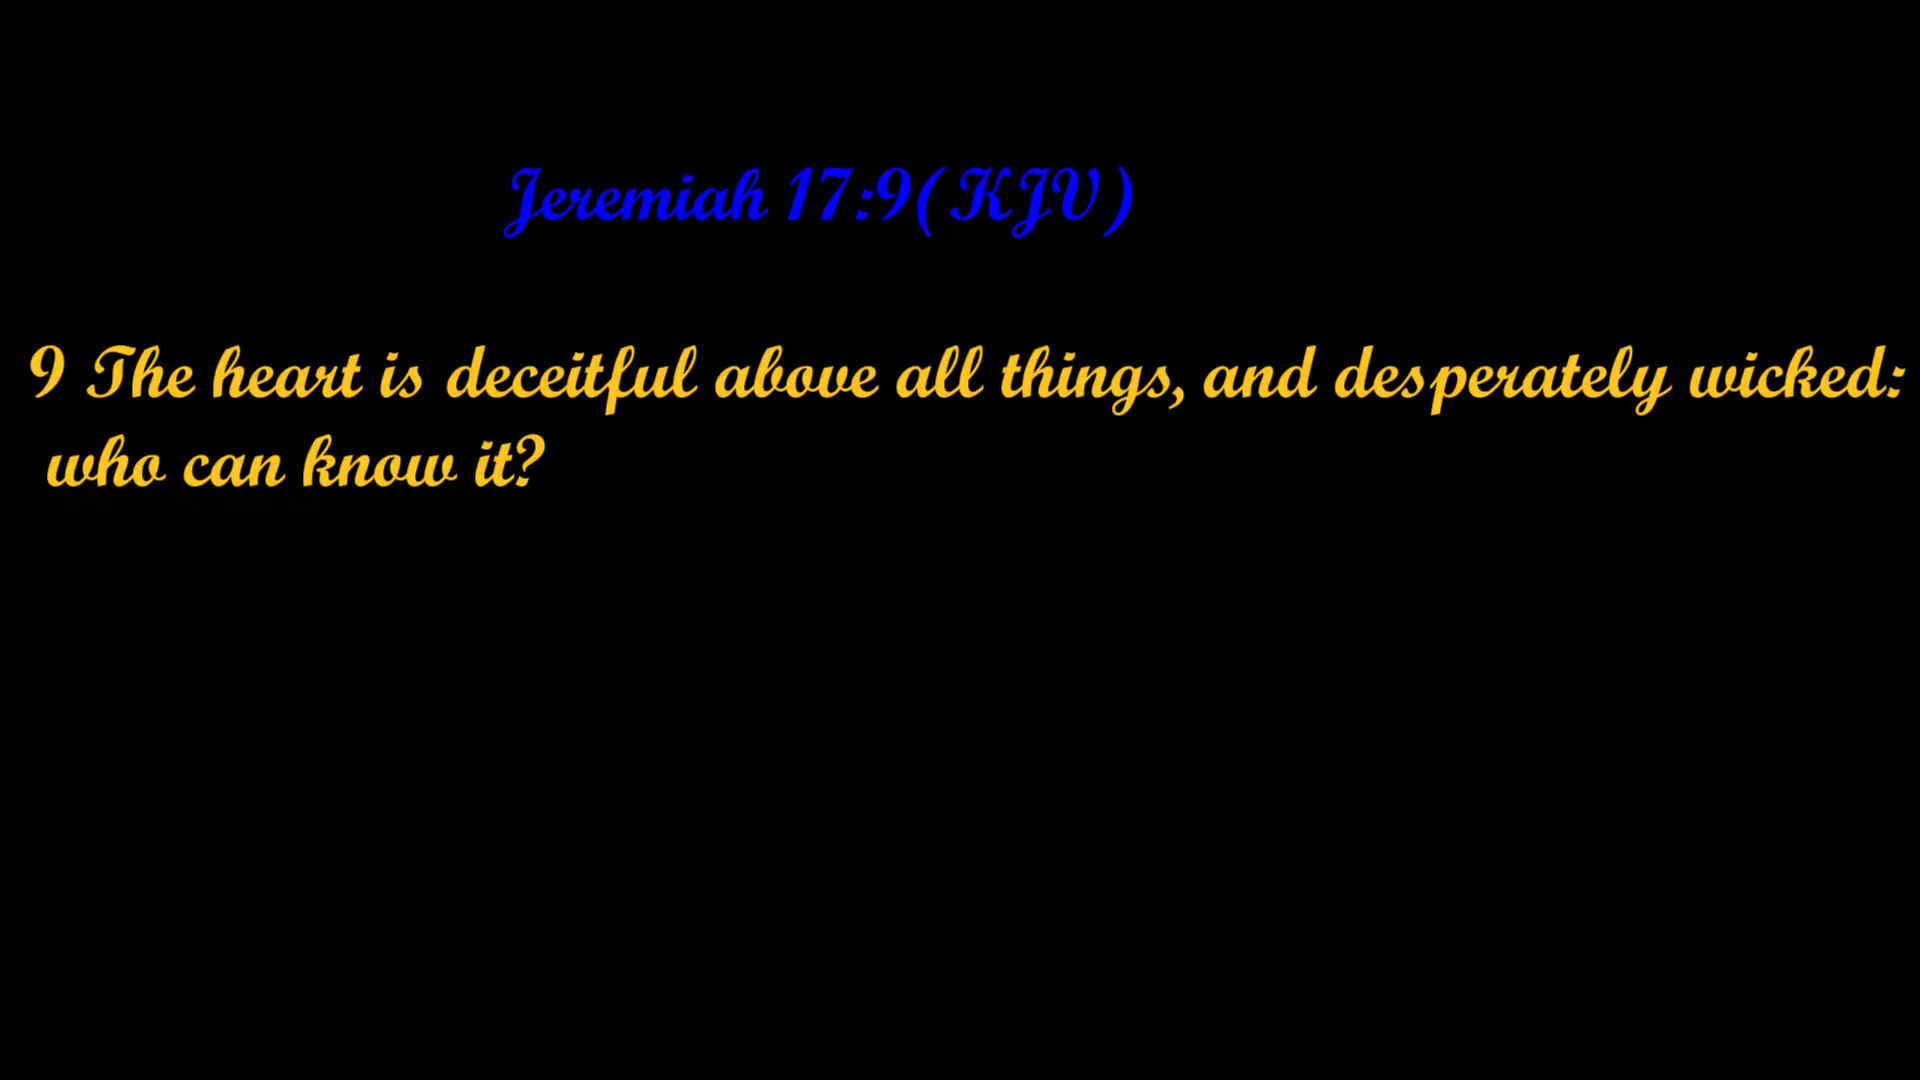 Jeremiah 17:9(KJV)
9 The heart is deceitful above all things, and desperately wicked:
who can know it?